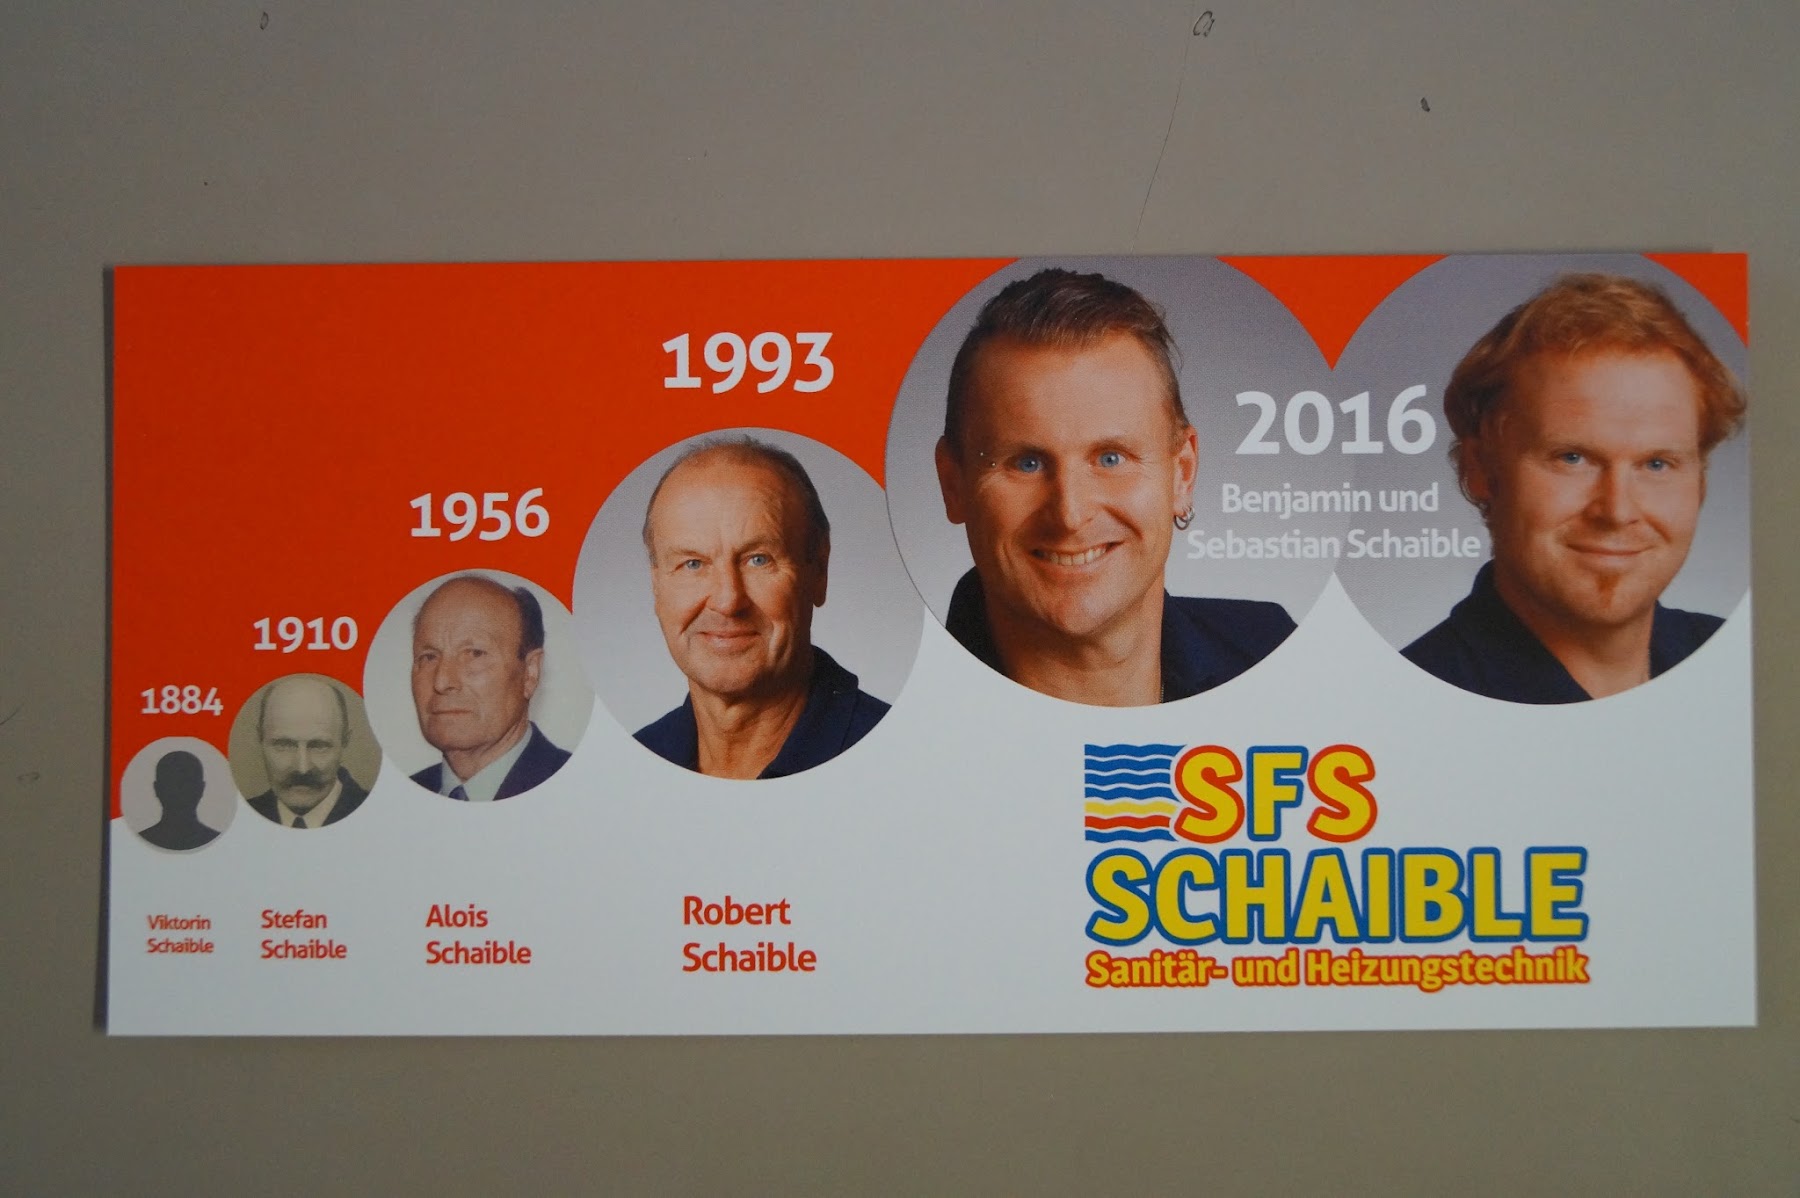 1884
Viktorin
Schaible
1910
Stefan
Schaible
1956
Alois
Schaible
1993
Robert
Schaible
2016
Benjamin und
Sebastian Schaible
SFS
SCHAIBLE
Sanitär- und Heizungstechnik